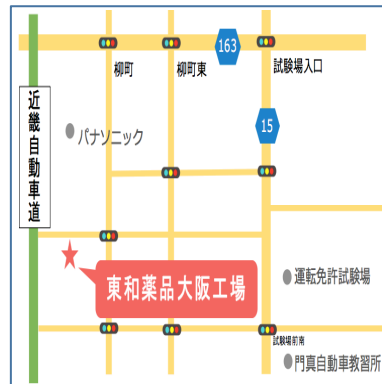 163
柳町
柳町東
試験場入口
近畿自動車道
パナソニック
15
東和薬品大阪工場
運転免許試験場
試験場前南
門真自動車教習所